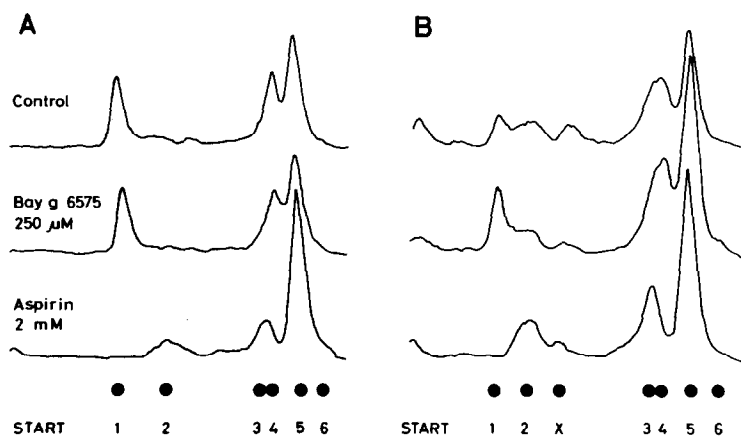 A B
Control
Bay g 6575
250 µM
Aspirin
2 mM
START 1 2 3 4 5 6 START 1 2 X 3 4 5 6